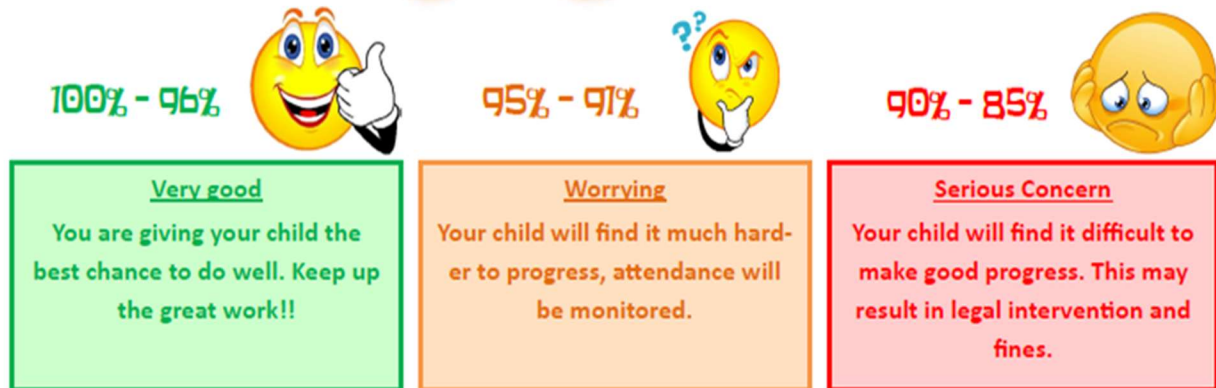 100% - 96%
95% - 91%
90% - 85%
??
Very good
You are giving your child the
best chance to do well. Keep up
the great work!!
Worrying
Your child will find it much hard-
er to progress, attendance will
be monitored.
Serious Concern
Your child will find it difficult to
make good progress. This may
result in legal intervention and
fines.